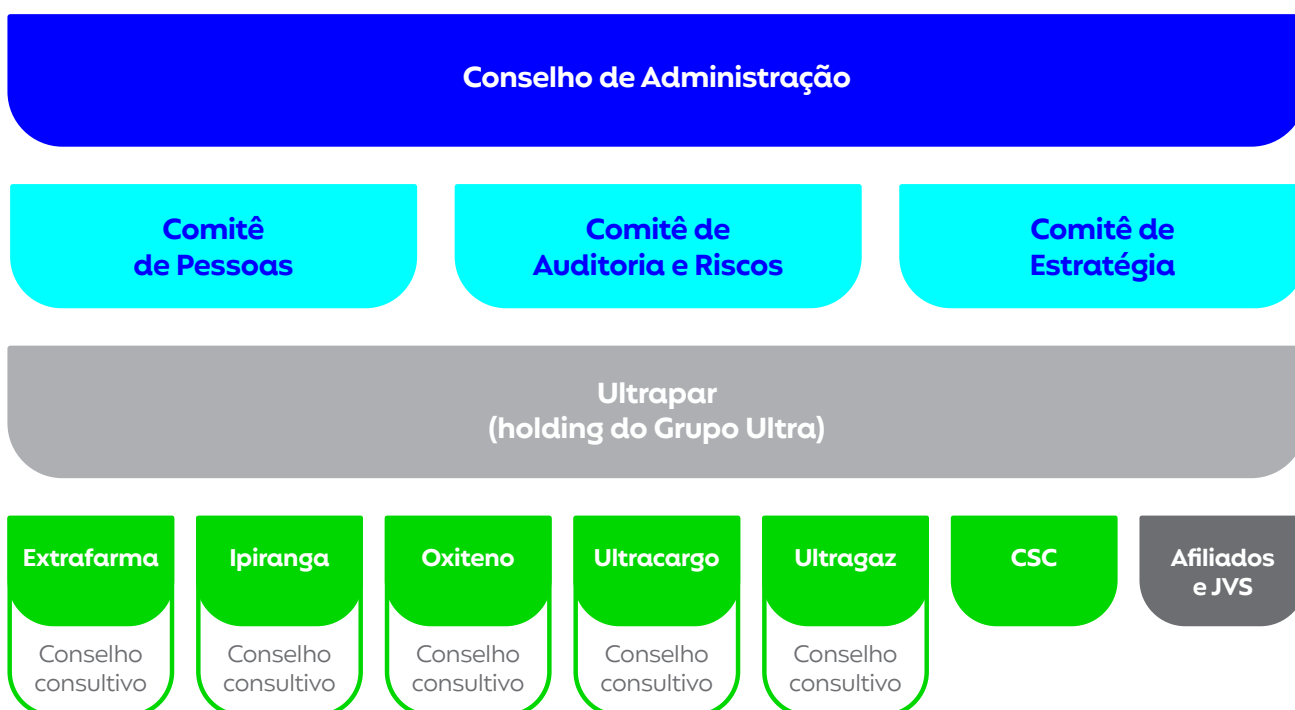 Conselho de Administração
Comitê
de Pessoas
Comitê de
Auditoria e Riscos
Comitê de
Estratégia
Ultrapar
(holding do Grupo Ultra)
Extrafarma
Conselho
consultivo
Ipiranga
Conselho
consultivo
Oxiteno
Conselho
consultivo
Ultracargo
Conselho
consultivo
Ultragaz
Conselho
consultivo
CSC
Afiliados
e JVS